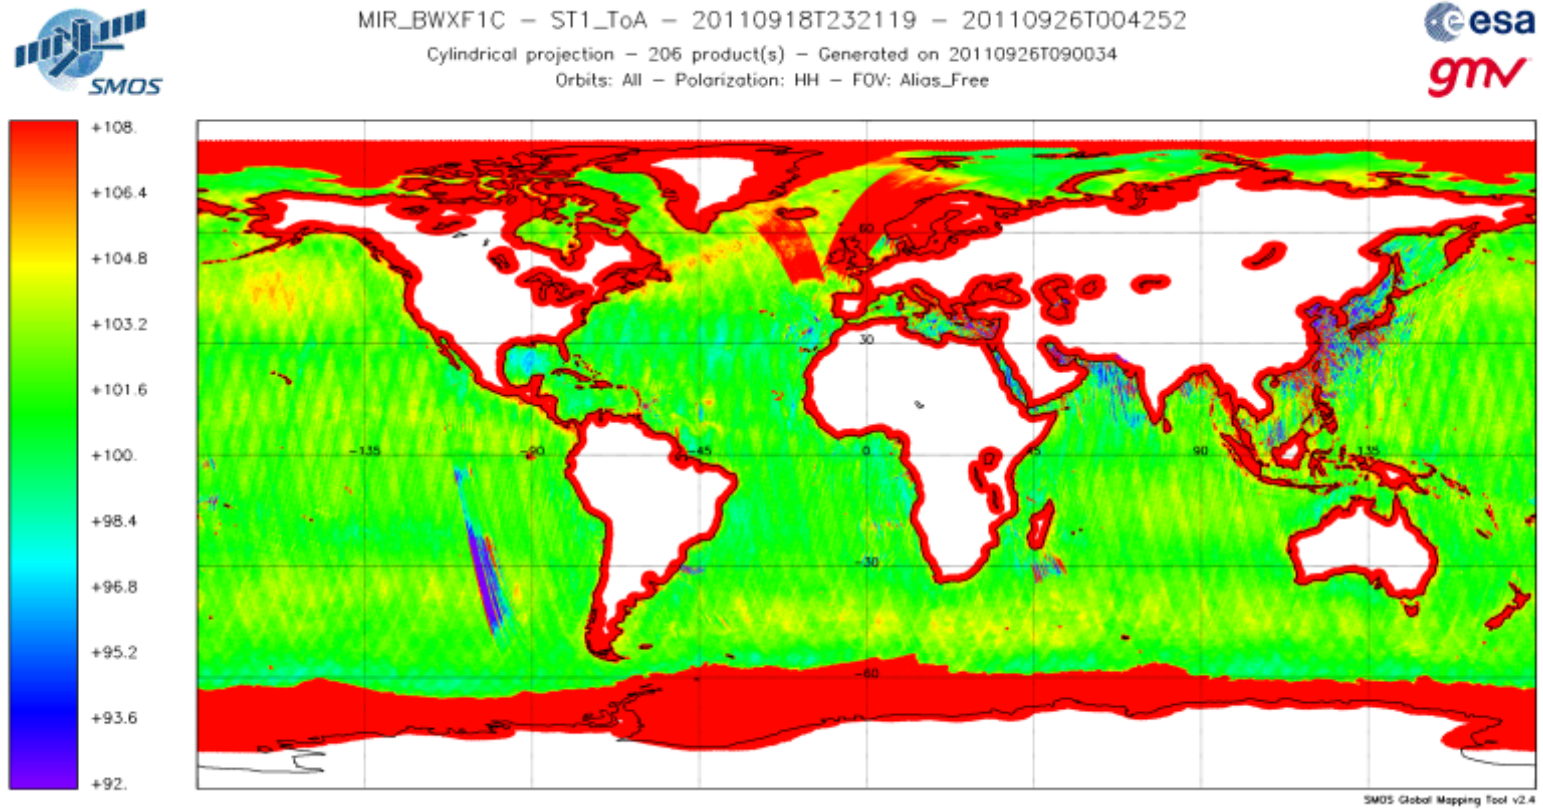 MIR_BWXF1C - ST1_ToA - 20110918T232119 - 20110926T004252
Cylindrical projection - 206 product(s) - Generated on 20110926T090034
Orbits: All - Polarization: HH - FOV: Alias_Free
SMOS
esa
gmv
+108.
+106.4
+104.8
+103.2
+101.6
+100.
+98.4
+96.8
+95.2
+93.6
+92.
60
30
-135 -90 -45 0 45 90 135
-30
-60
SMOS Global Mapping Tool v2.4